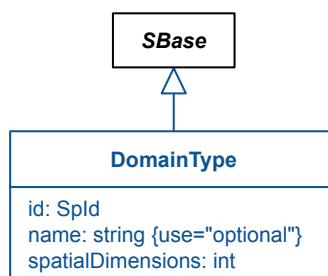 SBase
DomainType
id: SpId
name: string {use="optional"}
spatialDimensions: int